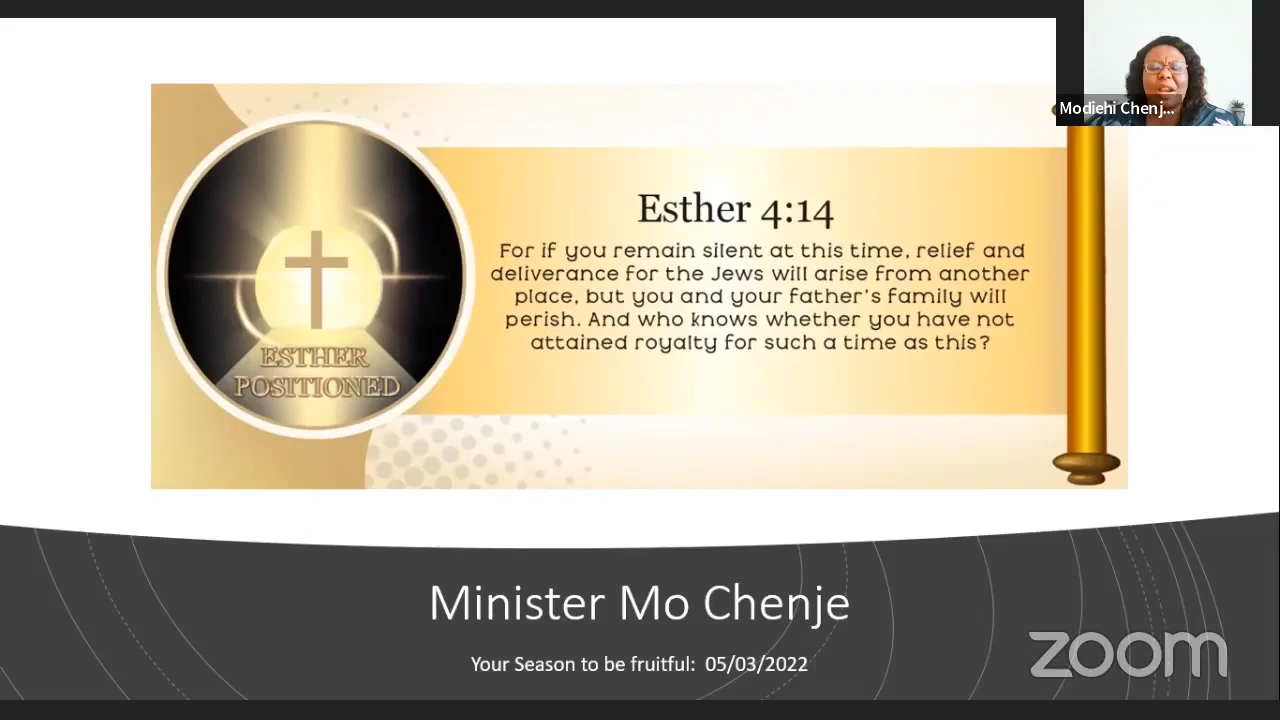 Modiehi Chenj...
Esther 4:14
For if you remain silent at this time, relief and
deliverance for the Jews will arise from another
place, but you and your father's family will
perish. And who knows whether you have not
attained royalty for such a time as this?
ESTHER
POSITIONED
Minister Mo Chenje
Your Season to be fruitful: 05/03/2022
zoom